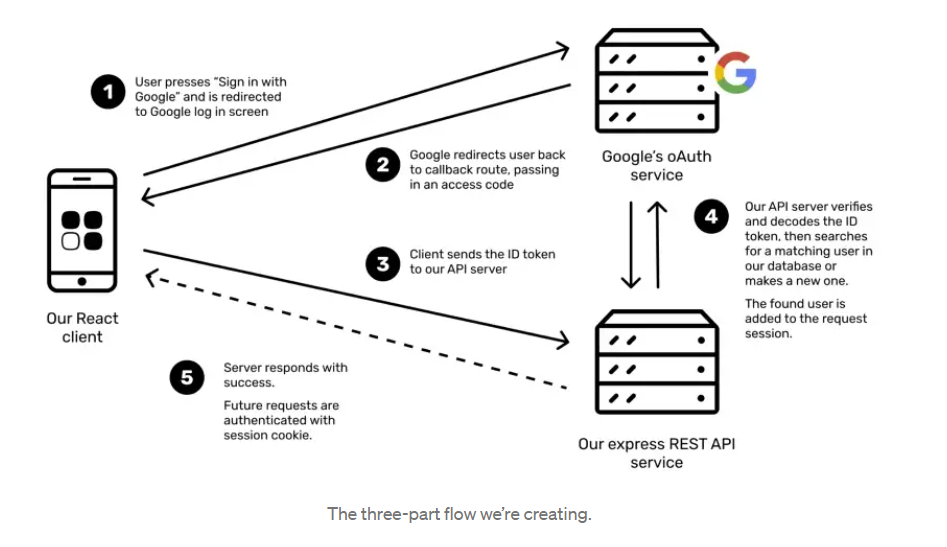 1
User presses “Sign in with
Google” and is redirected
to Google log in screen
2
Google redirects user back
to callback route, passing
in an access code
G
Google's oAuth
service
3
Client sends the ID token
to our API server
4
Our API server verifies
and decodes the ID
token, then searches
for a matching user in
our database or
makes a new one.
The found user is
added to the request
session.
Our React
client
5
Server responds with
success.
Future requests are
authenticated with
session cookie.
Our express REST API
service
The three-part flow we're creating.